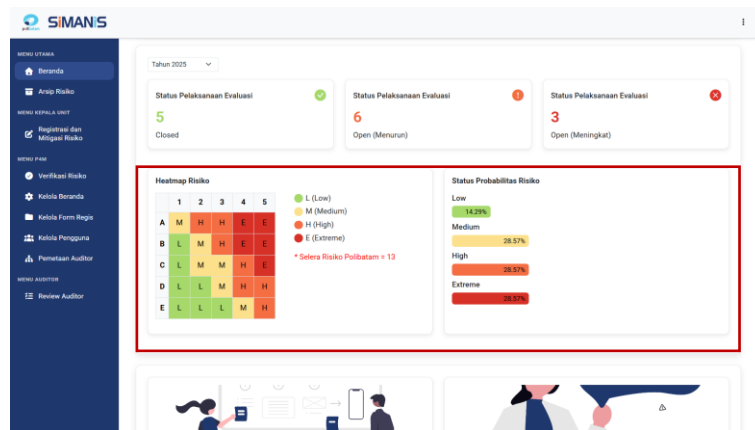 SiMANIS
MENU UTAMA
Beranda
Arsip Risiko
MENU KEPALA UNIT
Registrasi dan
Mitigasi Risiko
MENU P4M
Verifikasi Risiko
Kelola Beranda
Kelola Form Regis
Kelola Pengguna
Pemetaan Auditor
MENU AUDITOR
Review Auditor
Tahun 2025
Status Pelaksanaan Evaluasi
5
Closed
Status Pelaksanaan Evaluasi
6
Open (Menurun)
Status Pelaksanaan Evaluasi
3
Open (Meningkat)
Heatmap Risiko
1 2 3 4 5
A M H H E E
B L M H E E
C L M M H E
D L L M H H
E L L L M H
L (Low)
M (Medium)
H (High)
E (Extreme)
* Selera Risiko Polibatam = 13
Status Probabilitas Risiko
Low
14.29%
Medium
28.57%
High
28.57%
Extreme
28.57%